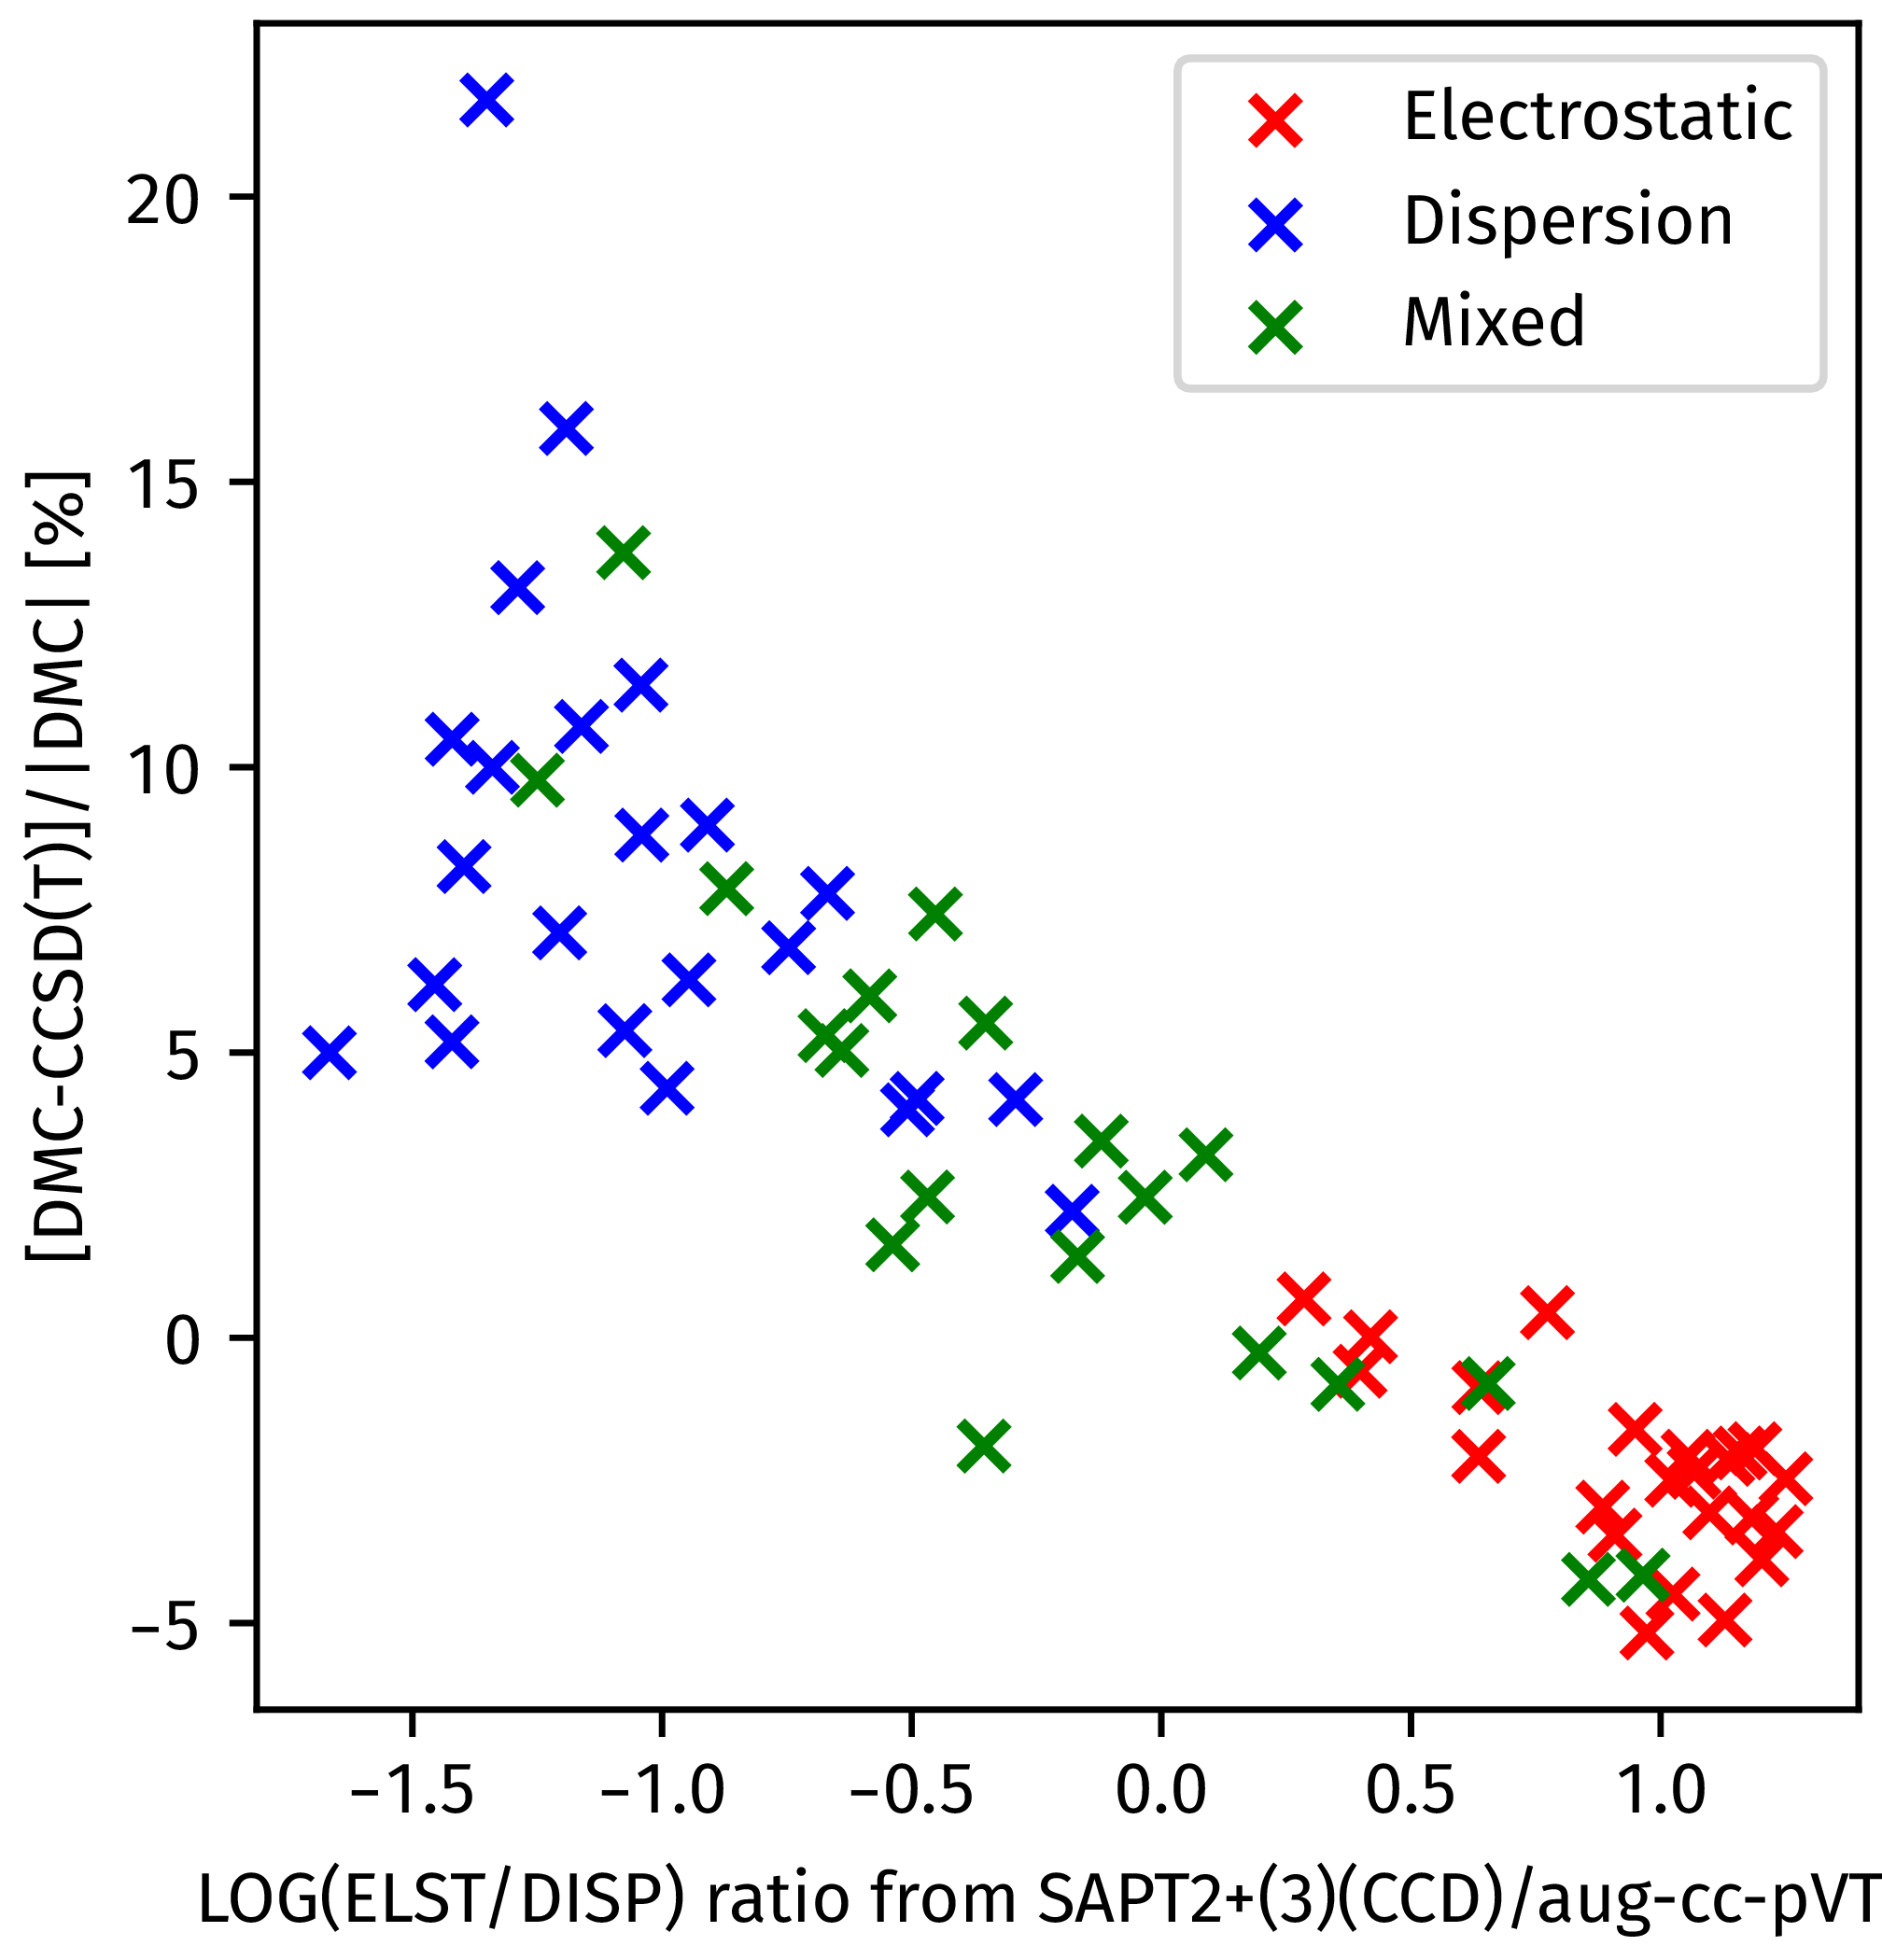 Electrostatic
Dispersion
Mixed
[DMC-CCSD(T)]/|DMC| [%]
20
15
10
5
0
−5
−1.5 −1.0 −0.5 0.0 0.5 1.0
LOG(ELST/DISP) ratio from SAPT2+(3)(CCD)/aug-cc-pVT